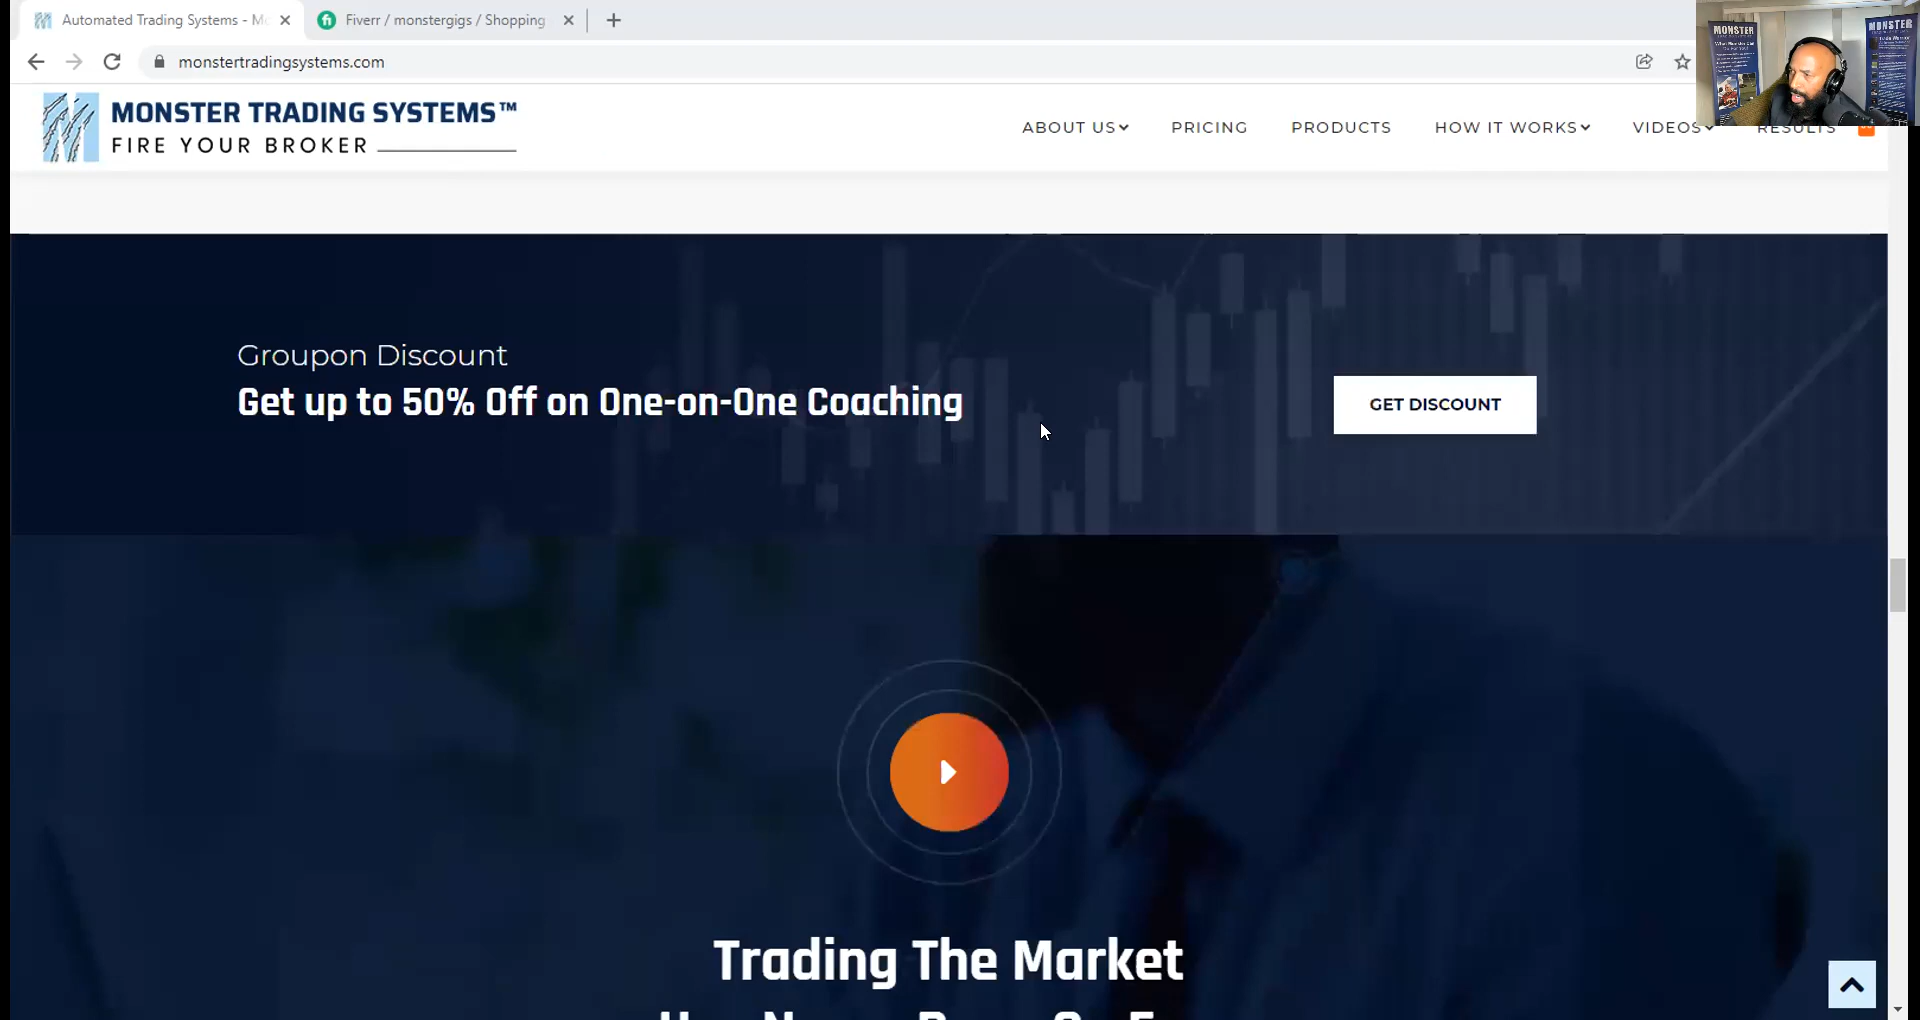 Automated Trading Systems - Mo
Fiverr / monstergigs / Shopping
monstertradingsystems.com
MONSTER TRADING SYSTEMS™
FIRE YOUR BROKER
ABOUT US
PRICING
PRODUCTS
HOW IT WORKS
VIDEOS
RESULTS
MONSTER
MONSTER
Groupon Discount
Get up to 50% Off on One-on-One Coaching
GET DISCOUNT
Trading The Market